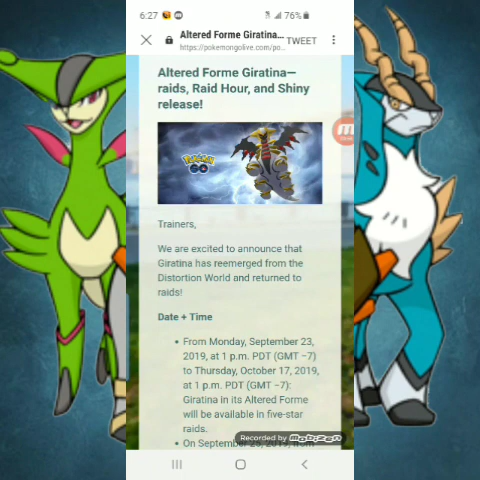 6:27
76%
Altered Forme Giratina...
https://pokemongolive.com/po...
TWEET
Altered Forme Giratina—
raids, Raid Hour, and Shiny
release!
POKÉMON
GO
Trainers,
We are excited to announce that
Giratina has reemerged from the
Distortion World and returned to
raids!
Date + Time
• From Monday, September 23,
2019, at 1 p.m. PDT (GMT −7)
to Thursday, October 17, 2019,
at 1 p.m. PDT (GMT −7):
Giratina in its Altered Forme
will be available in five-star
raids.
• On September
Recorded by mobizen